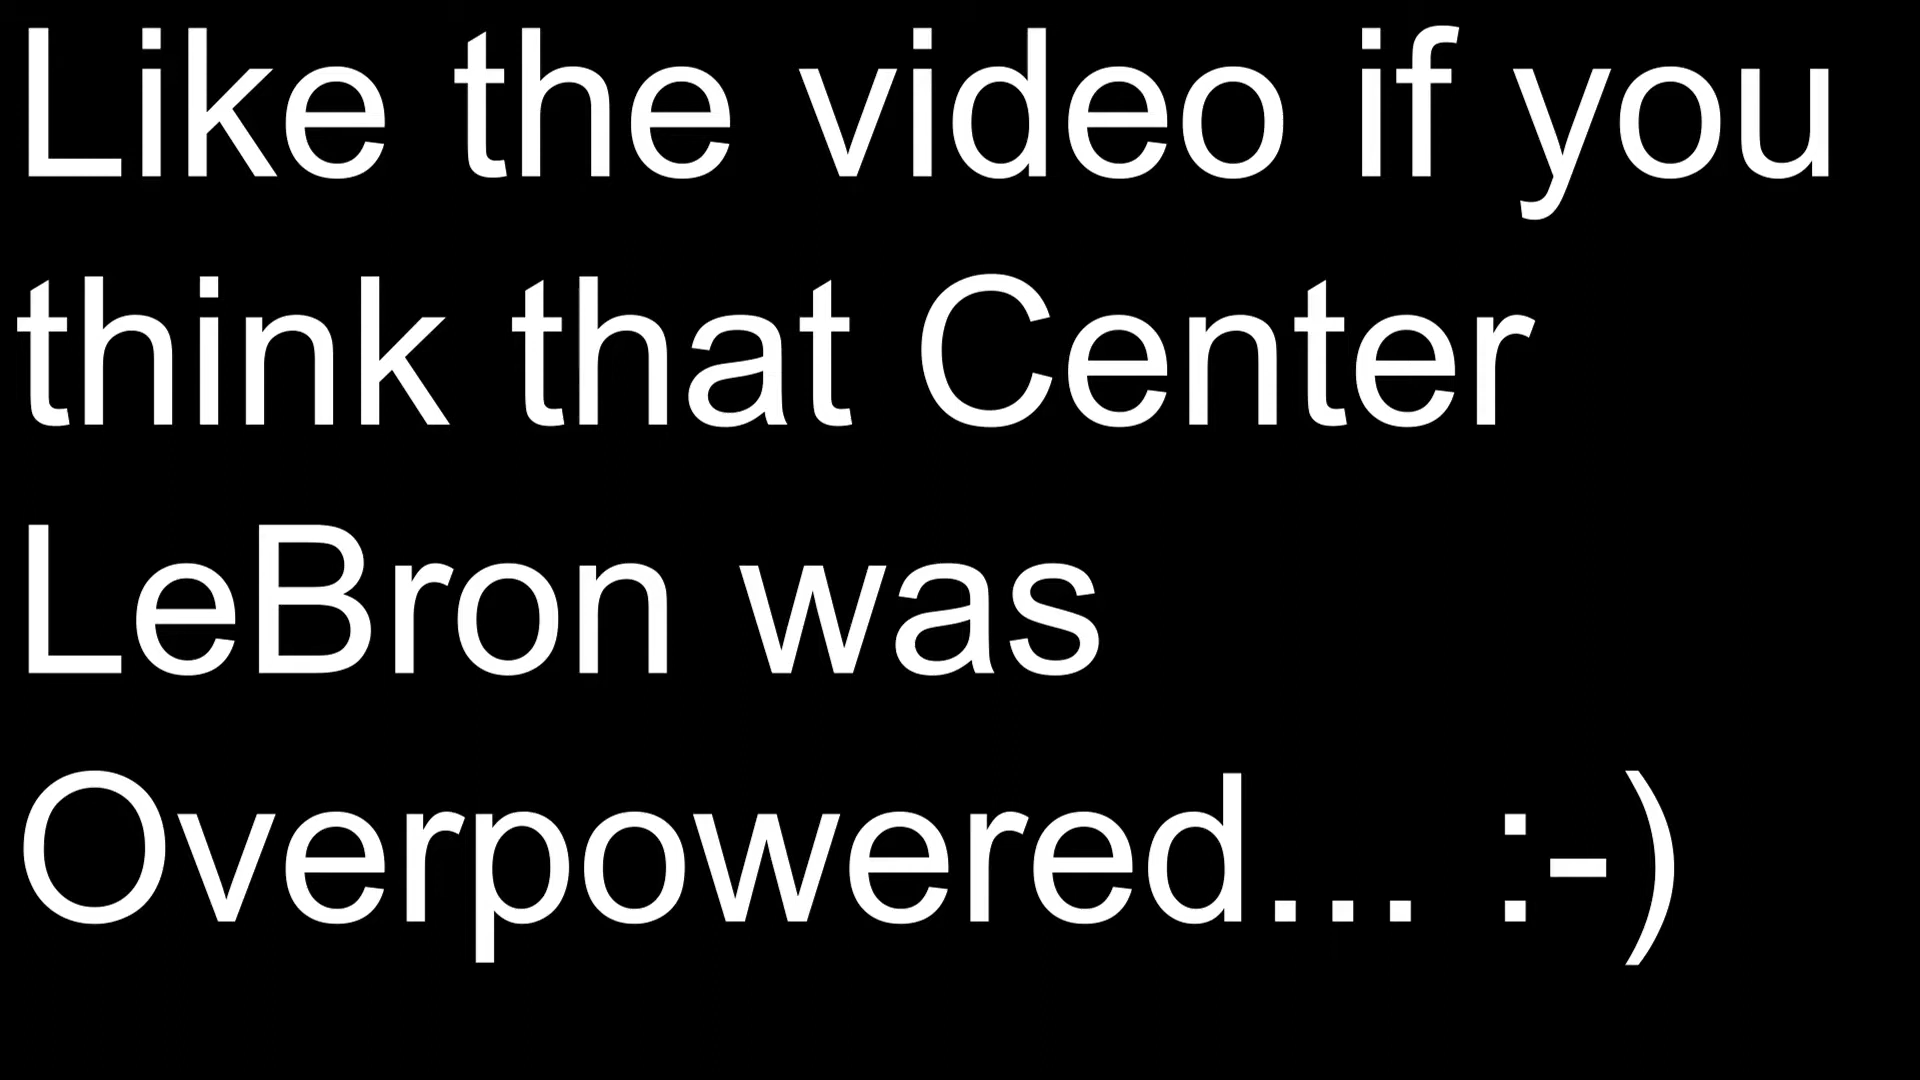 Like the video if you
think that Center
LeBron was
Overpowered... :-)